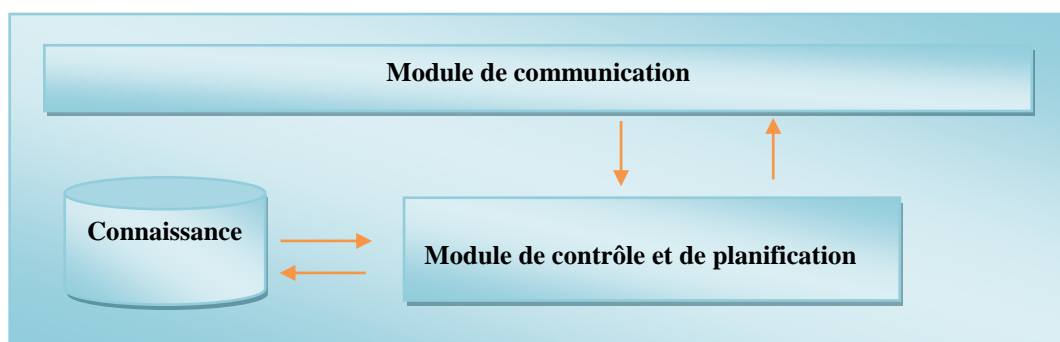 Module de communication
Connaissance
Module de contrôle et de planification